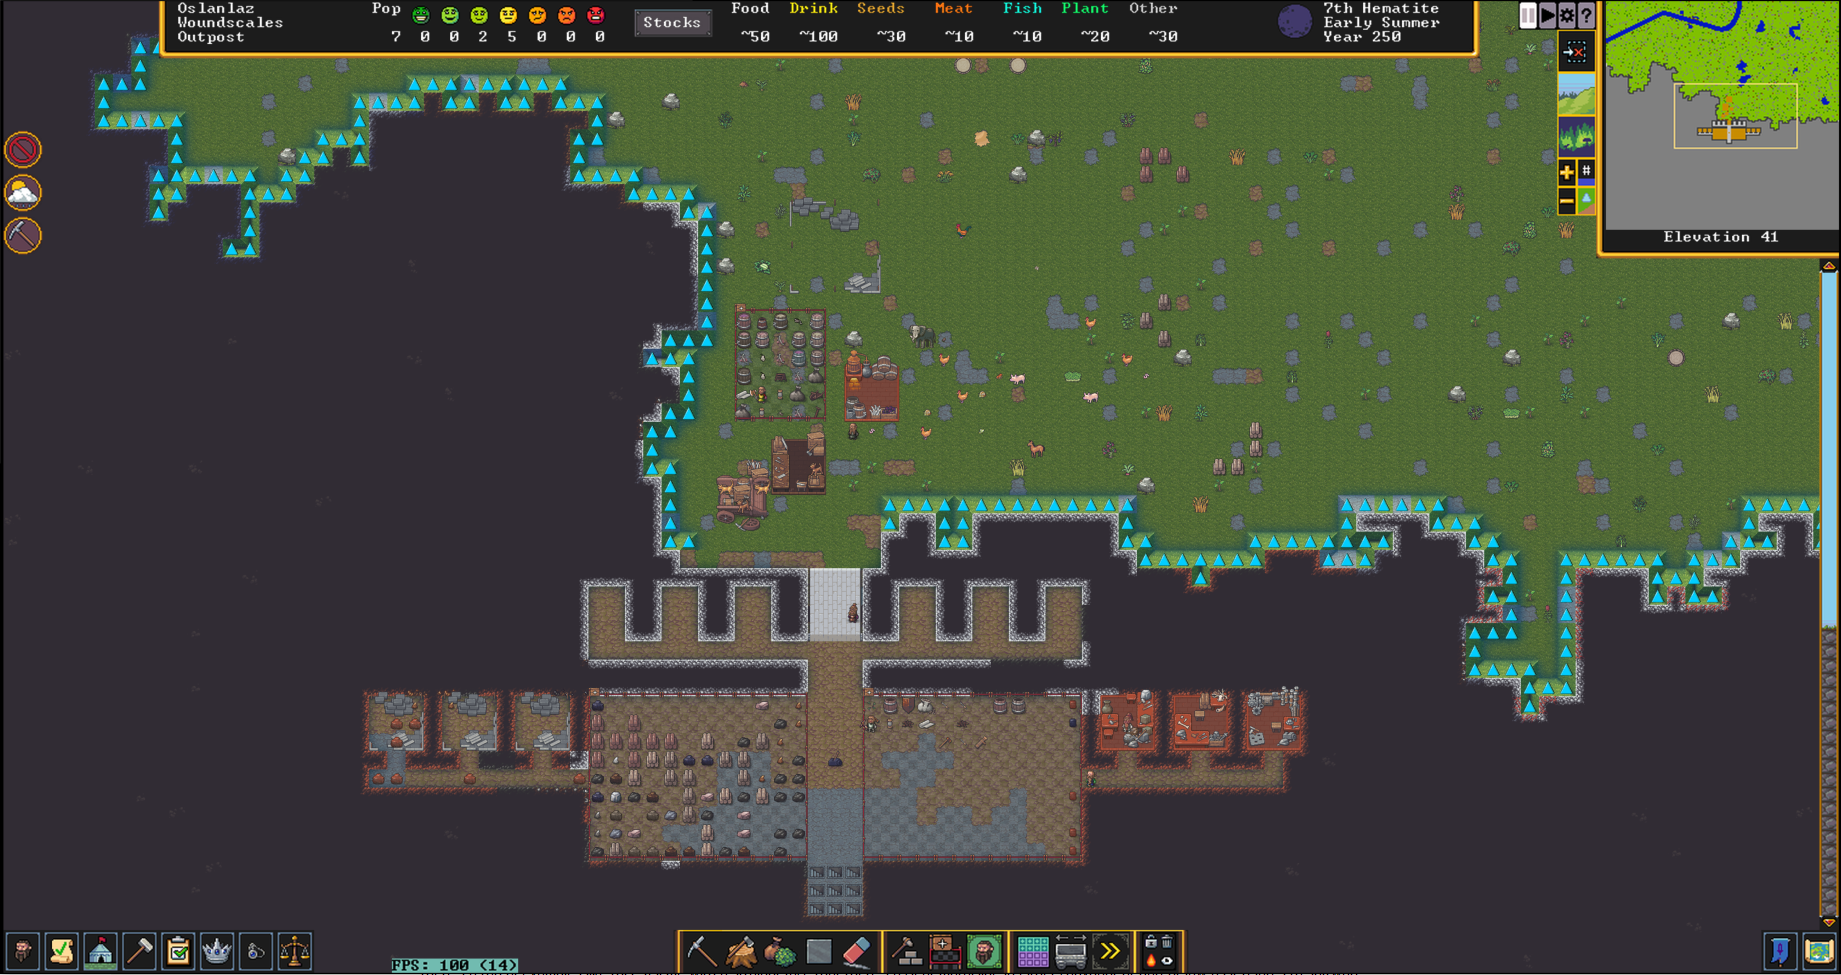 Oslanlaz
Woundscales
Outpost
Pop
7 0 0 2 5 0 0 0
Stocks
Food Drink Seeds Meat Fish Plant Other
~50 ~100 ~30 ~10 ~10 ~20 ~30
7th Hematite
Early Summer
Year 250
?
#
Elevation 41
FPS: 100 (14)